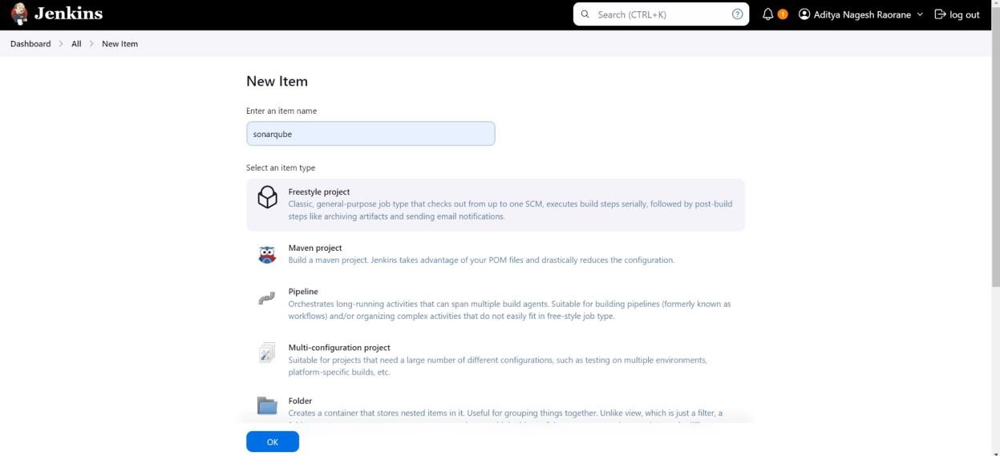 Jenkins
Search (CTRL+K)
1
Aditya Nagesh Raorane
log out
Dashboard > All > New Item
New Item
Enter an item name
sonarqube
Select an item type
Freestyle project
Classic, general-purpose job type that checks out from up to one SCM, executes build steps serially, followed by post-build
steps like archiving artifacts and sending email notifications.
Maven project
Build a maven project. Jenkins takes advantage of your POM files and drastically reduces the configuration.
Pipeline
Orchestrates long-running activities that can span multiple build agents. Suitable for building pipelines (formerly known as
workflows) and/or organizing complex activities that do not easily fit in free-style job type.
Multi-configuration project
Suitable for projects that need a large number of different configurations, such as testing on multiple environments,
platform-specific builds, etc.
Folder
Creates a container that stores nested items in it. Useful for grouping things together. Unlike view, which is just a filter, a
OK